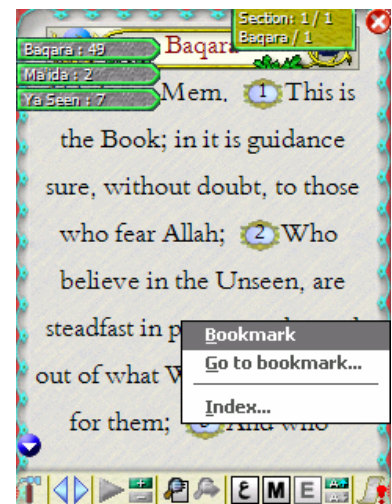 Section: 1 / 1
Baqara / 1
Baqara
Baqara : 49
Ma'ida : 2
Ya Seen : 7
Mem. 1 This is
the Book; in it is guidance
sure, without doubt, to those
who fear Allah; 2 Who
believe in the Unseen, are
steadfast in
out of what
for them; And who
Bookmark
Go to bookmark...
Index...
ع M E